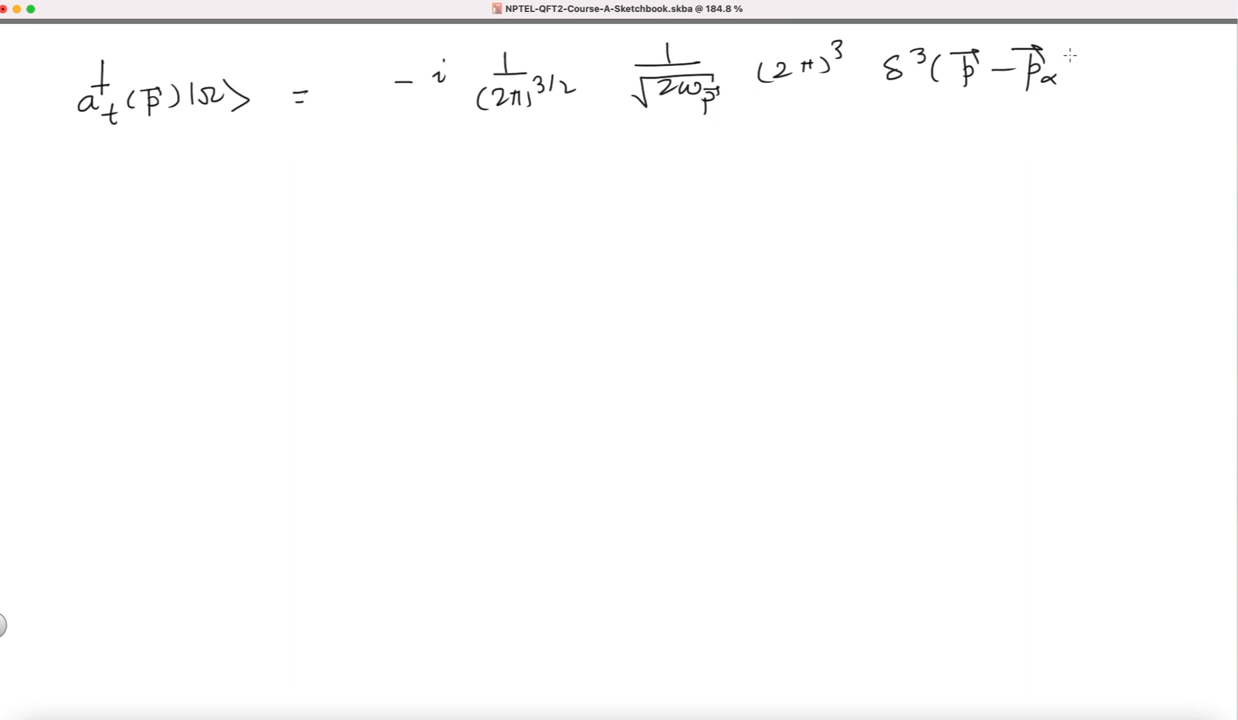 NPTEL-QFT2-Course-A-Sketchbook.skba @ 184.8 %
a†_t (p⃗) |Ω⟩ = − i 1/(2π)^{3/2} 1/√(2ω_p⃗) (2π)^3 δ^3(p⃗ − p⃗_α